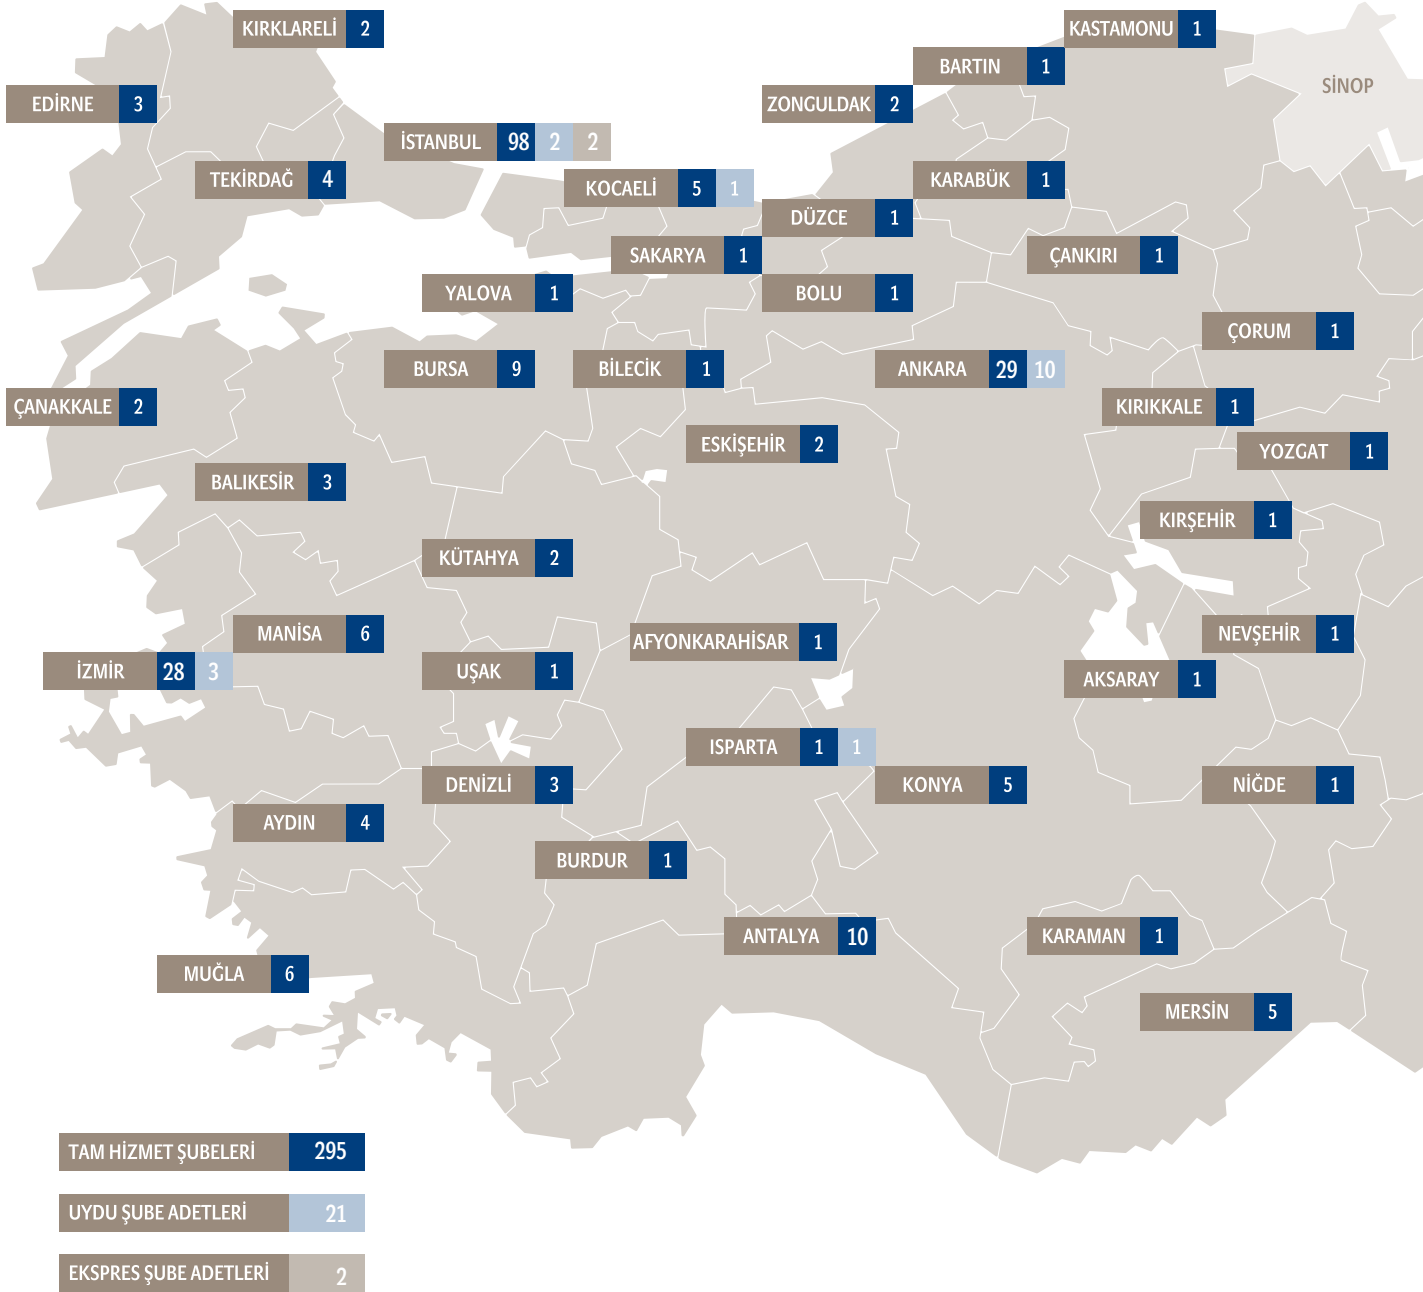 KIRKLARELİ 2
KASTAMONU 1
BARTIN 1
SİNOP
EDİRNE 3
ZONGULDAK 2
İSTANBUL 98 2 2
TEKİRDAĞ 4
KARABÜK 1
KOCAELİ 5 1
DÜZCE 1
SAKARYA 1
ÇANKIRI 1
YALOVA 1
BOLU 1
ÇORUM 1
BURSA 9
BİLECİK 1
ANKARA 29 10
ÇANAKKALE 2
KIRIKKALE 1
ESKİŞEHİR 2
YOZGAT 1
BALIKESİR 3
KIRŞEHİR 1
KÜTAHYA 2
MANİSA 6
AFYONKARAHİSAR 1
NEVŞEHİR 1
İZMİR 28 3
UŞAK 1
AKSARAY 1
ISPARTA 1 1
DENİZLİ 3
KONYA 5
NİĞDE 1
AYDIN 4
BURDUR 1
ANTALYA 10
KARAMAN 1
MUĞLA 6
MERSİN 5
TAM HİZMET ŞUBELERİ 295
UYDU ŞUBE ADETLERİ 21
EKSPRES ŞUBE ADETLERİ 2